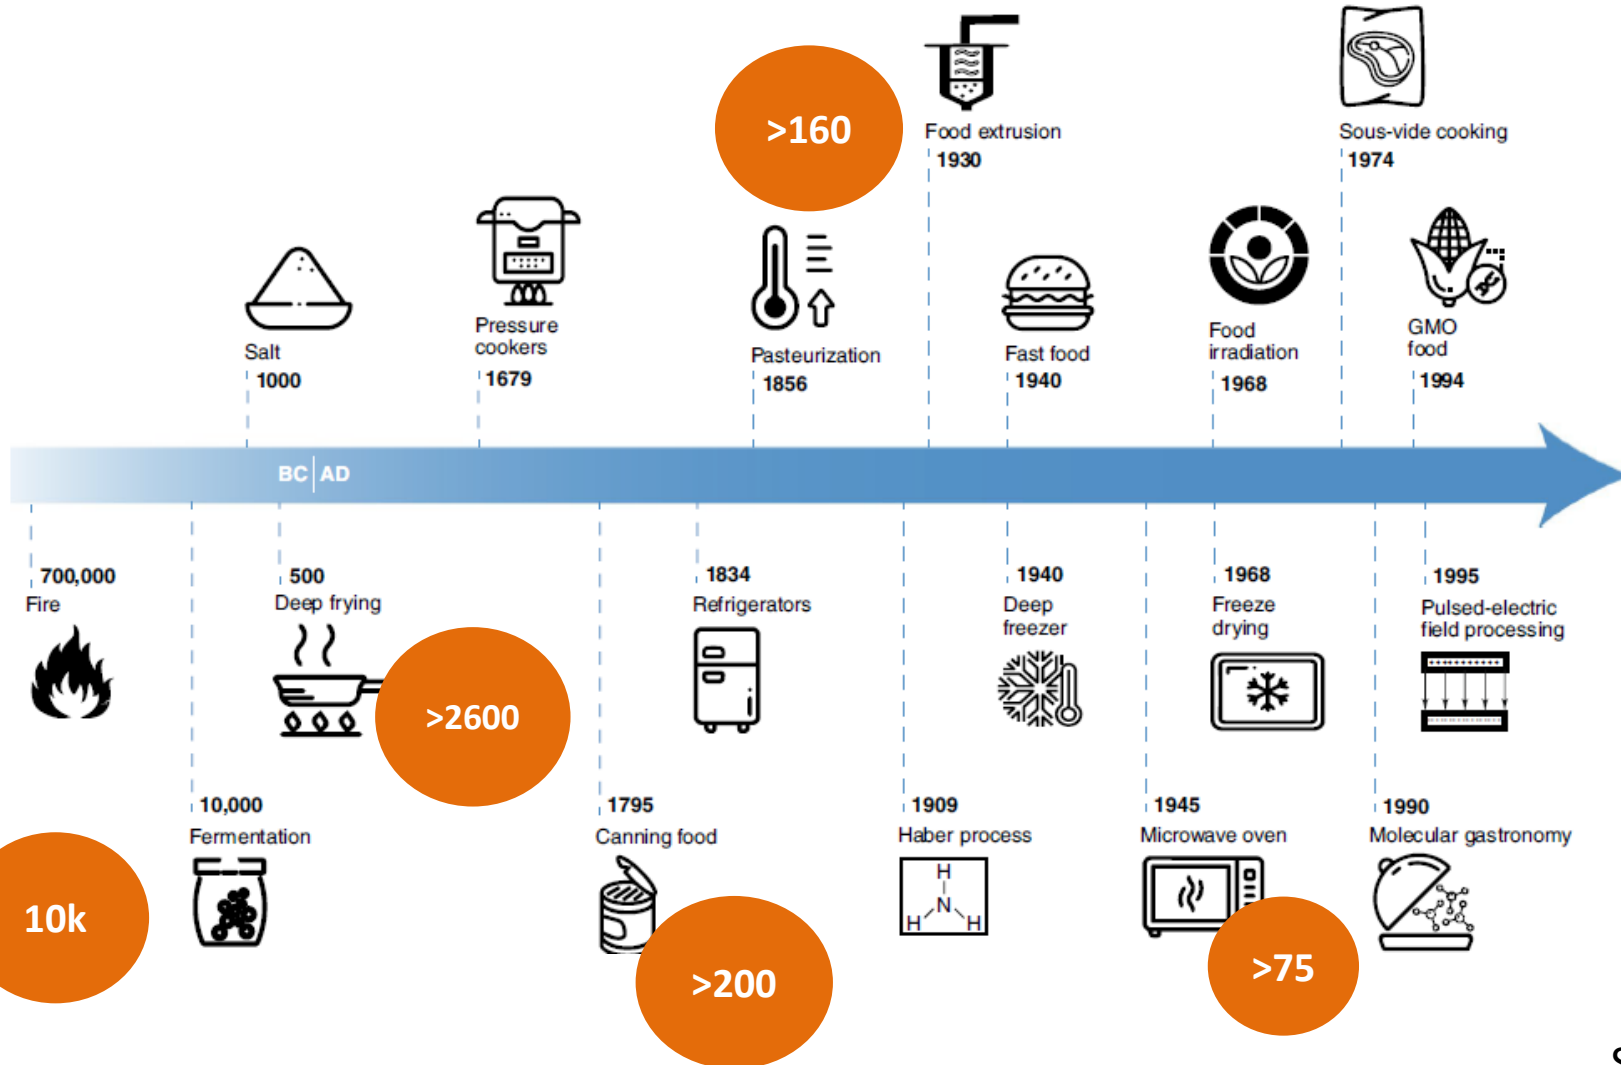 >160
Food extrusion
1930
Sous-vide cooking
1974
Salt
1000
Pressure
cookers
1679
Pasteurization
1856
Fast food
1940
Food
irradiation
1968
GMO
food
1994
BC AD
700,000
Fire
500
Deep frying
1834
Refrigerators
1940
Deep
freezer
1968
Freeze
drying
1995
Pulsed-electric
field processing
>2600
10,000
Fermentation
1795
Canning food
1909
Haber process
H
N
H H
1945
Microwave oven
1990
Molecular gastronomy
10k
>200
>75